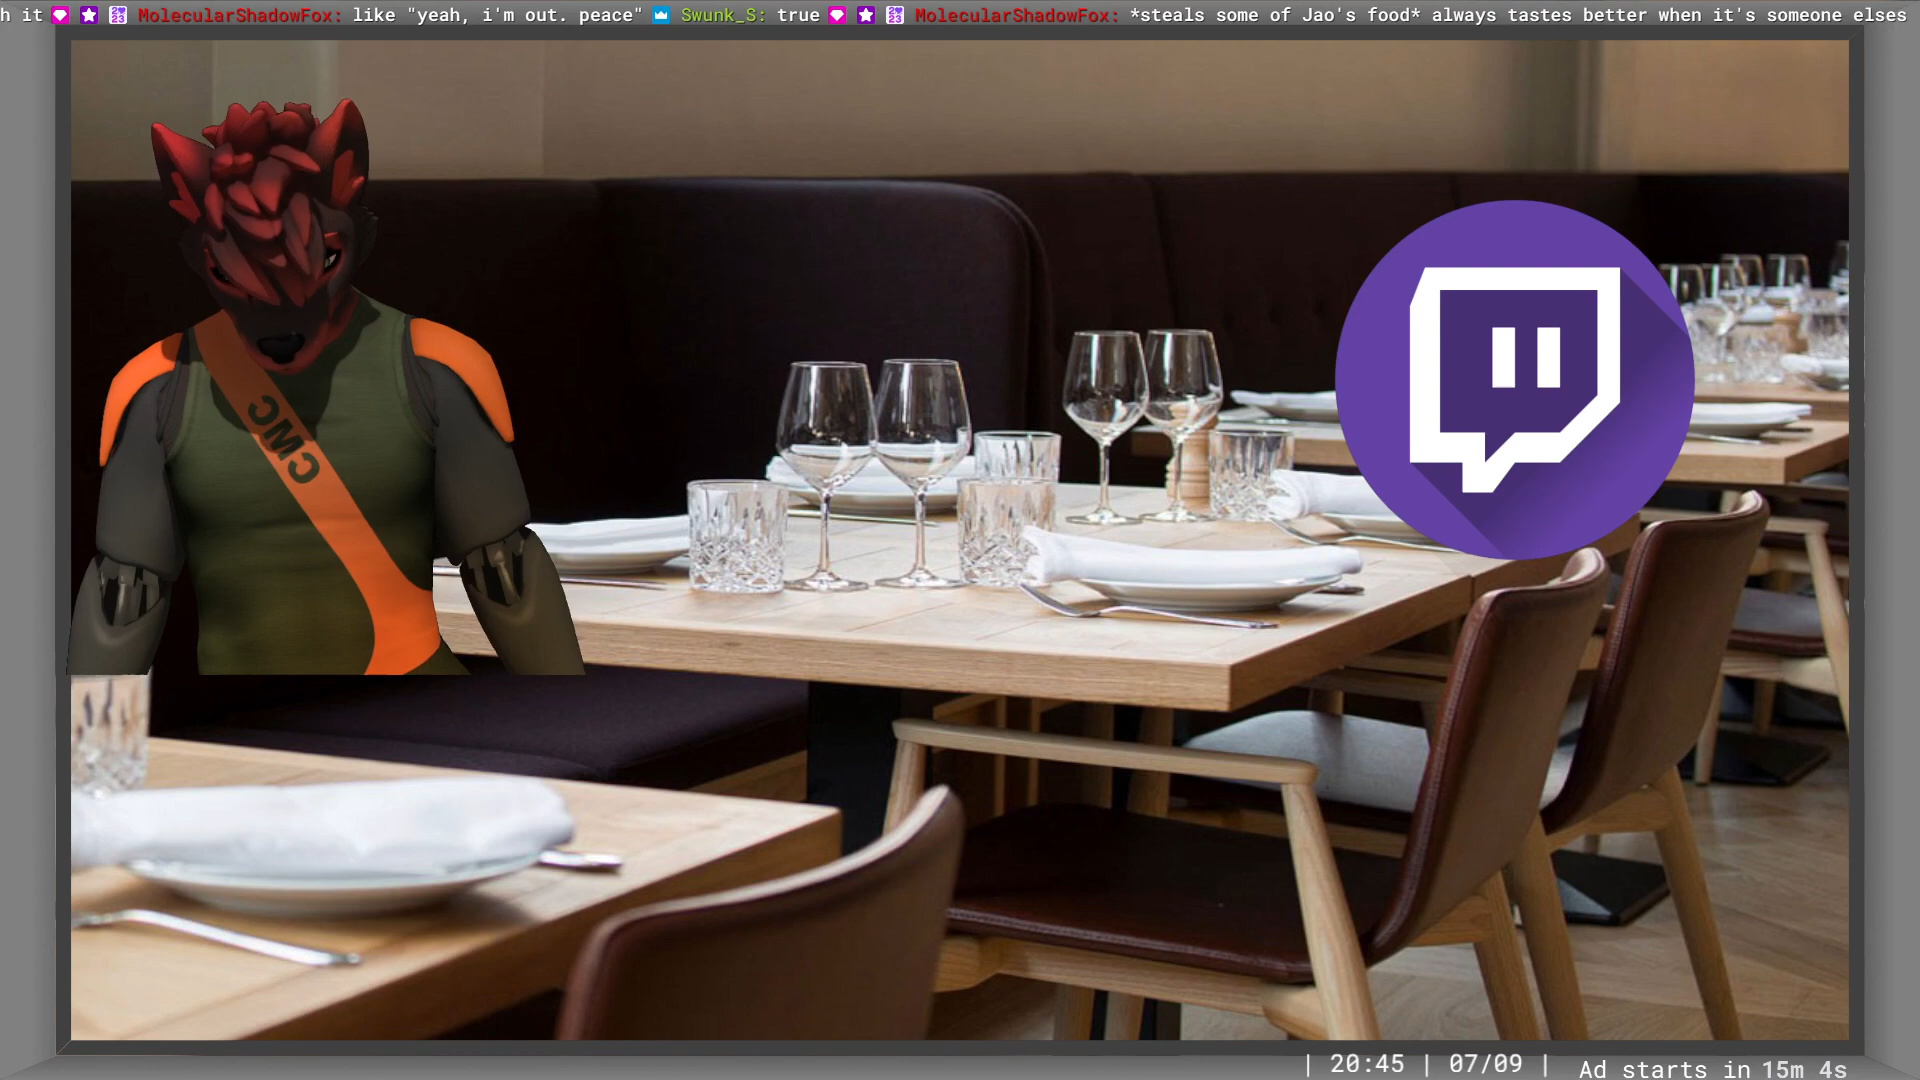 h it MolecularShadowFox: like "yeah, i'm out. peace" Swunk_S: true MolecularShadowFox: *steals some of Jao's food* always tastes better when it's someone elses
CMC
| 20:45 | 07/09 | Ad starts in 15m 4s